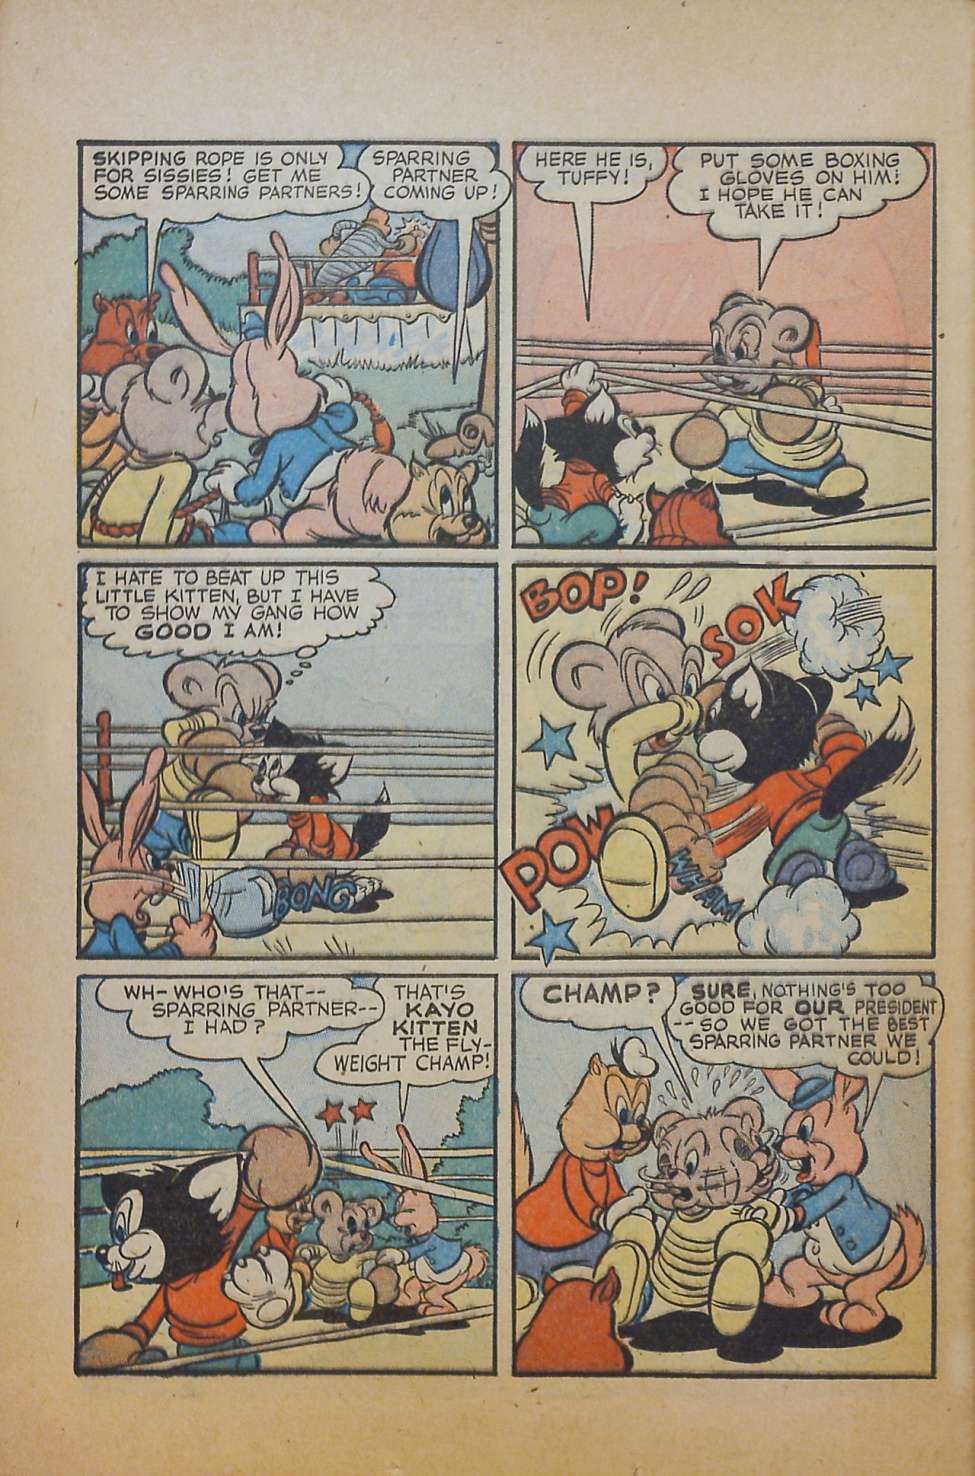 SKIPPING ROPE IS ONLY
FOR SISSIES! GET ME
SOME SPARRING PARTNERS!
SPARRING
PARTNER
COMING UP!
HERE HE IS,
TUFFY!
PUT SOME BOXING
GLOVES ON HIM!
I HOPE HE CAN
TAKE IT!
I HATE TO BEAT UP THIS
LITTLE KITTEN, BUT I HAVE
TO SHOW MY GANG HOW
GOOD I AM!
BONG
BOP!
SOK
POW
WHAM
WH-WHO'S THAT--
SPARRING PARTNER--
I HAD?
THAT'S
KAYO
KITTEN
THE FLY-
WEIGHT CHAMP!
CHAMP?
SURE, NOTHING'S TOO
GOOD FOR OUR PRESIDENT
--SO WE GOT THE BEST
SPARRING PARTNER WE
COULD!